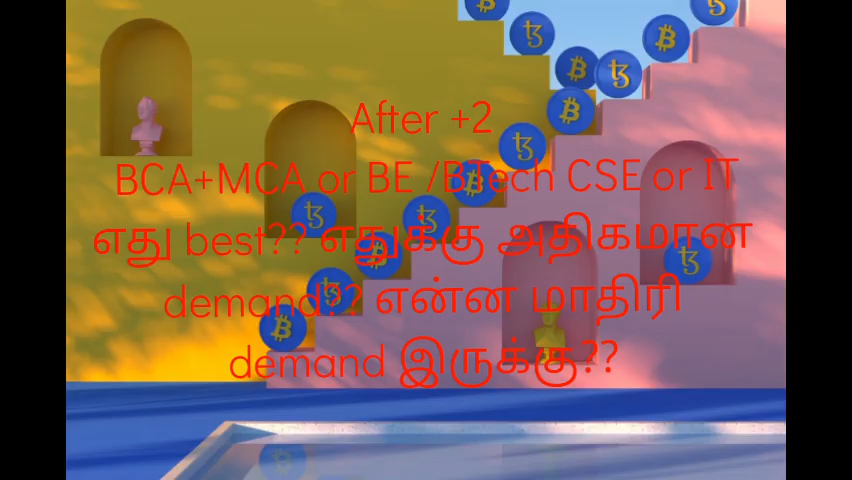 After +2
BCA+MCA or BE /BTech CSE or IT
எது best?? எதுக்கு அதிகமான
demand?? என்ன மாதிரி
demand இருக்கு??